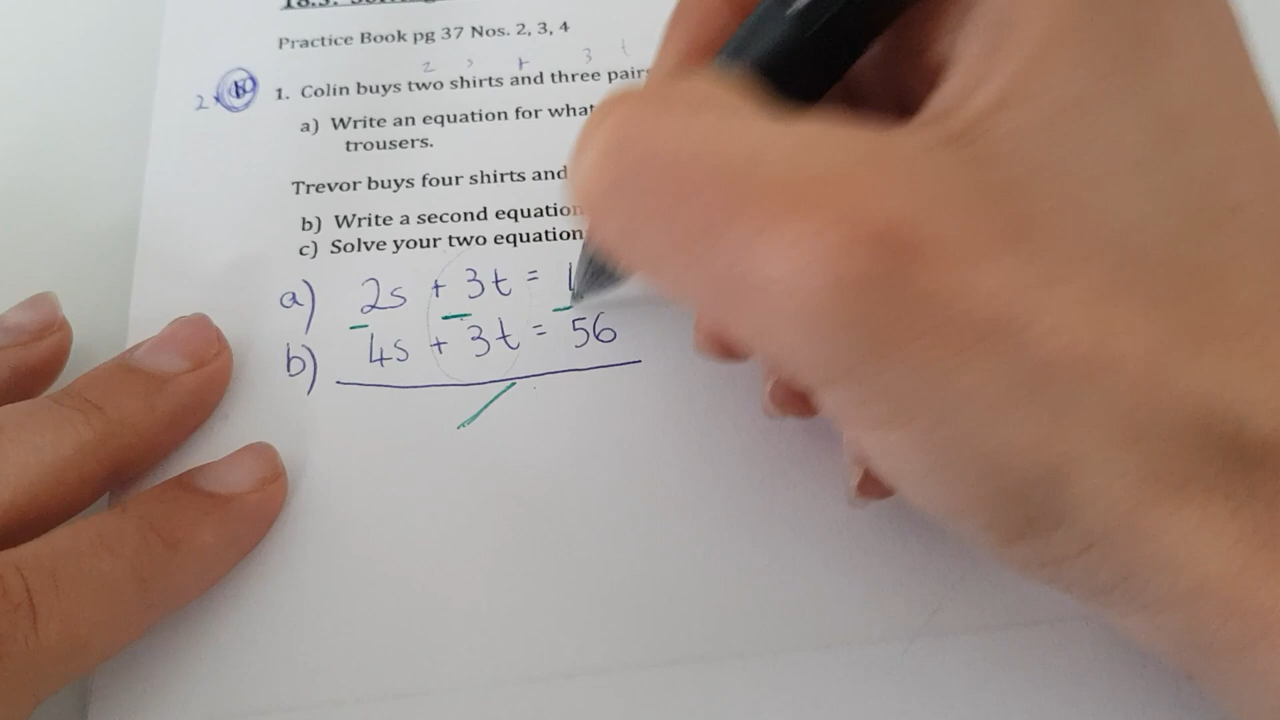 Practice Book pg 37 Nos. 2, 3, 4
2 s + 3 t
1. Colin buys two shirts and three pairs
a) Write an equation for what
trousers.
Trevor buys four shirts and
b) Write a second equation
c) Solve your two equation
a) 2s + 3t =
b) 4s + 3t = 56